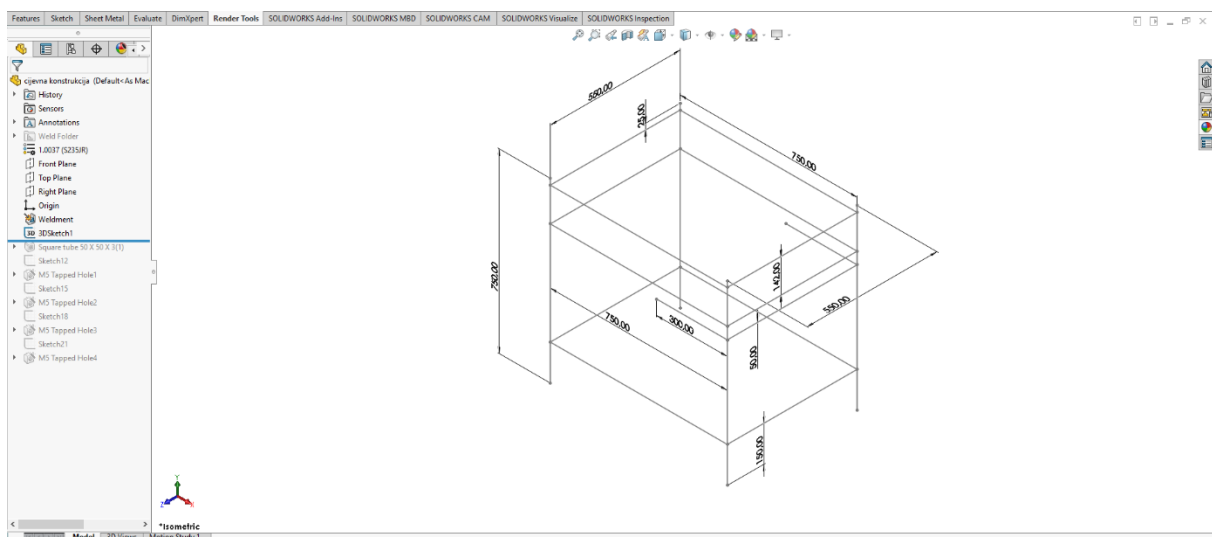 Features Sketch Sheet Metal Evaluate DimXpert Render Tools SOLIDWORKS Add-Ins SOLIDWORKS MBD SOLIDWORKS CAM SOLIDWORKS Visualize SOLIDWORKS Inspection
cijevna konstrukcija (Default<As Mac
History
Sensors
Annotations
Weld Folder
1.0037 (S235JR)
Front Plane
Top Plane
Right Plane
Origin
Weldment
3D 3DSketch1
Square tube 50 X 50 X 3(1)
Sketch12
M5 Tapped Hole1
Sketch15
M5 Tapped Hole2
Sketch18
M5 Tapped Hole3
Sketch21
M5 Tapped Hole4
550,00
25,00
750,00
750,00
142,00
550,00
750,00
300,00
50,00
150,00
Y
Z
X
*Isometric
Model 3D Views Motion Study 1